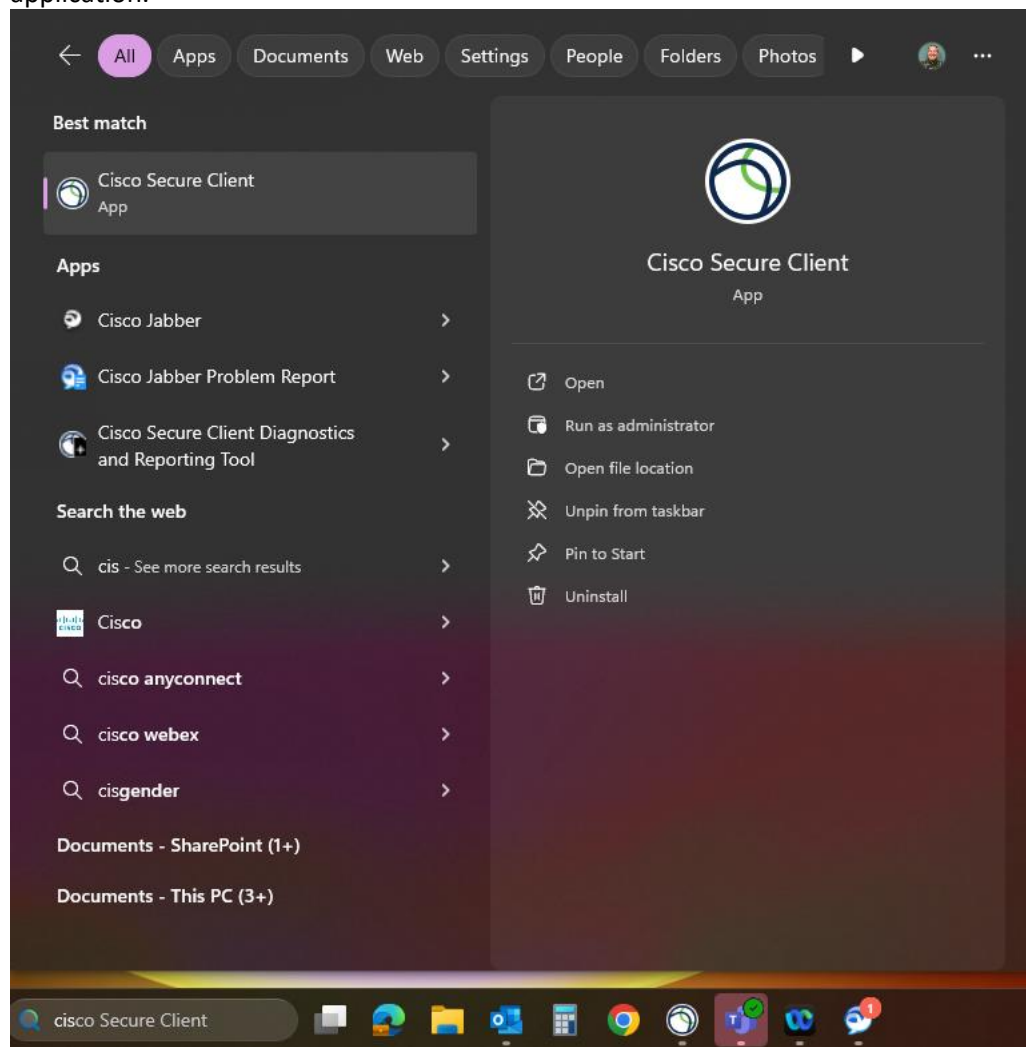 application.
All Apps Documents Web Settings People Folders Photos
Best match
Cisco Secure Client
App
Apps
Cisco Jabber
Cisco Jabber Problem Report
Cisco Secure Client Diagnostics
and Reporting Tool
Search the web
cis - See more search results
Cisco
cisco anyconnect
cisco webex
cisgender
Documents - SharePoint (1+)
Documents - This PC (3+)
Cisco Secure Client
App
Open
Run as administrator
Open file location
Unpin from taskbar
Pin to Start
Uninstall
cisco Secure Client
1